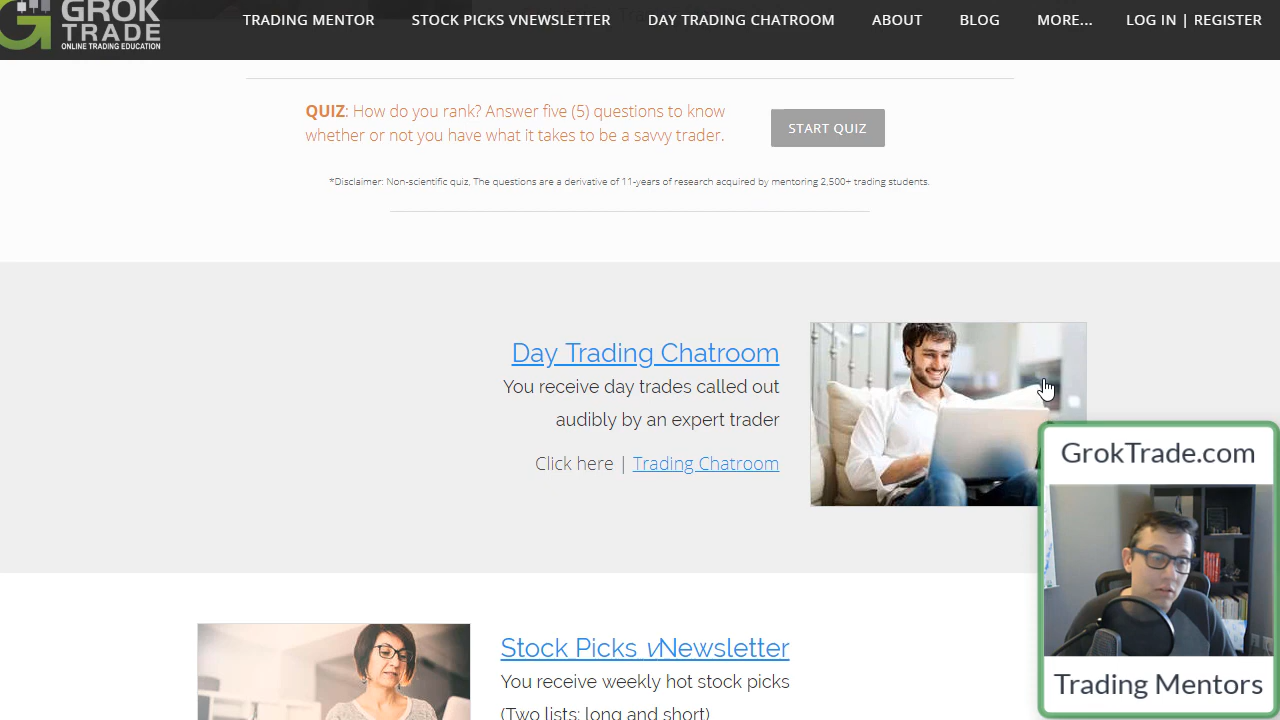 GROK
TRADE
ONLINE TRADING EDUCATION
TRADING MENTOR
STOCK PICKS VNEWSLETTER
DAY TRADING CHATROOM
ABOUT
BLOG
MORE...
LOG IN | REGISTER
QUIZ: How do you rank? Answer five (5) questions to know
whether or not you have what it takes to be a savvy trader.
START QUIZ
*Disclaimer: Non-scientific quiz. The questions are a derivative of 11-years of research acquired by mentoring 2,500+ trading students.
Day Trading Chatroom
You receive day trades called out
audibly by an expert trader
Click here | Trading Chatroom
GrokTrade.com
Trading Mentors
Stock Picks vNewsletter
You receive weekly hot stock picks
(Two lists: long and short)